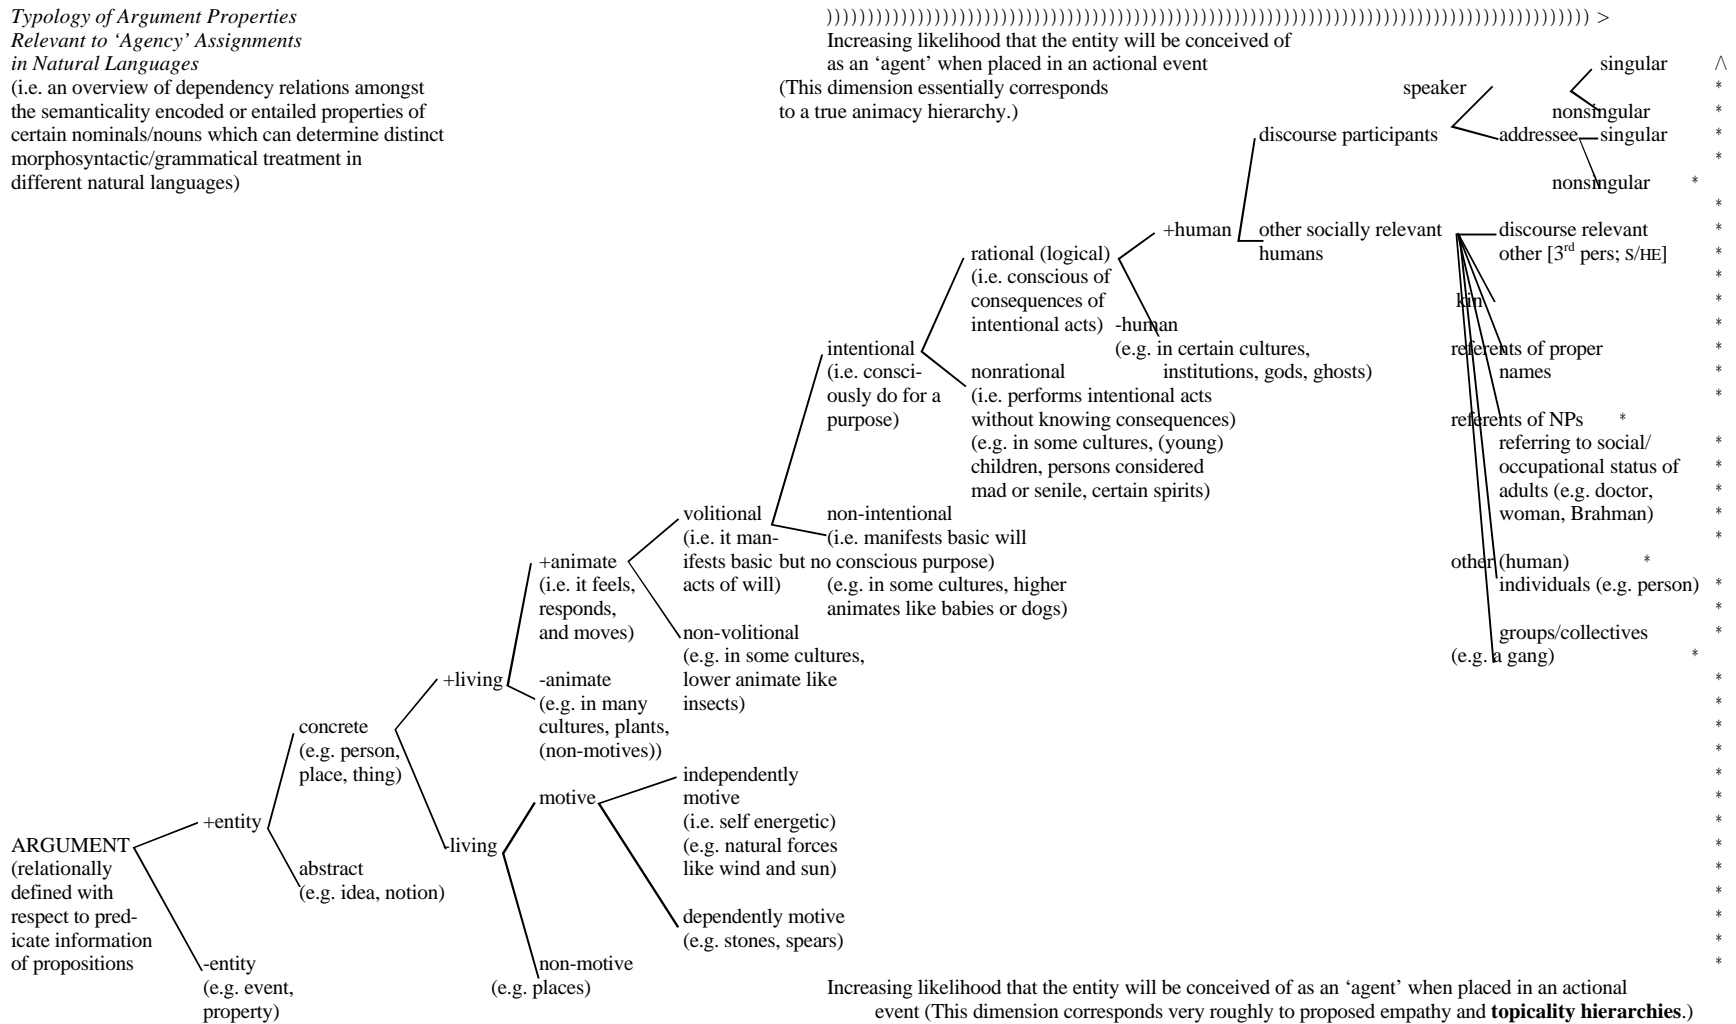 Typology of Argument Properties
Relevant to ‘Agency’ Assignments
in Natural Languages
(i.e. an overview of dependency relations amongst
the semanticality encoded or entailed properties of
certain nominals/nouns which can determine distinct
morphosyntactic/grammatical treatment in
different natural languages)
Increasing likelihood that the entity will be conceived of
as an ‘agent’ when placed in an actional event
(This dimension essentially corresponds
to a true animacy hierarchy.)
singular
speaker
nonsingular
discourse participants
addressee
singular
nonsingular
+human
other socially relevant
humans
discourse relevant
other [3rd pers; S/HE]
kin
referents of proper
names
referents of NPs
referring to social/
occupational status of
adults (e.g. doctor,
woman, Brahman)
other (human)
individuals (e.g. person)
groups/collectives
(e.g. a gang)
rational (logical)
(i.e. conscious of
consequences of
intentional acts)
-human
(e.g. in certain cultures,
institutions, gods, ghosts)
intentional
(i.e. consci-
ously do for a
purpose)
nonrational
(i.e. performs intentional acts
without knowing consequences)
(e.g. in some cultures, (young)
children, persons considered
mad or senile, certain spirits)
volitional
(i.e. it man-
ifests basic
acts of will)
non-intentional
(i.e. manifests basic will
but no conscious purpose)
(e.g. in some cultures, higher
animates like babies or dogs)
+animate
(i.e. it feels,
responds,
and moves)
non-volitional
(e.g. in some cultures,
lower animate like
insects)
+living
-animate
(e.g. in many
cultures, plants,
(non-motives))
concrete
(e.g. person,
place, thing)
independently
motive
(i.e. self energetic)
(e.g. natural forces
like wind and sun)
motive
+entity
-living
ARGUMENT
(relationally
defined with
respect to pred-
icate information
of propositions
abstract
(e.g. idea, notion)
dependently motive
(e.g. stones, spears)
-entity
(e.g. event,
property)
non-motive
(e.g. places)
Increasing likelihood that the entity will be conceived of as an ‘agent’ when placed in an actional
event (This dimension corresponds very roughly to proposed empathy and topicality hierarchies.)